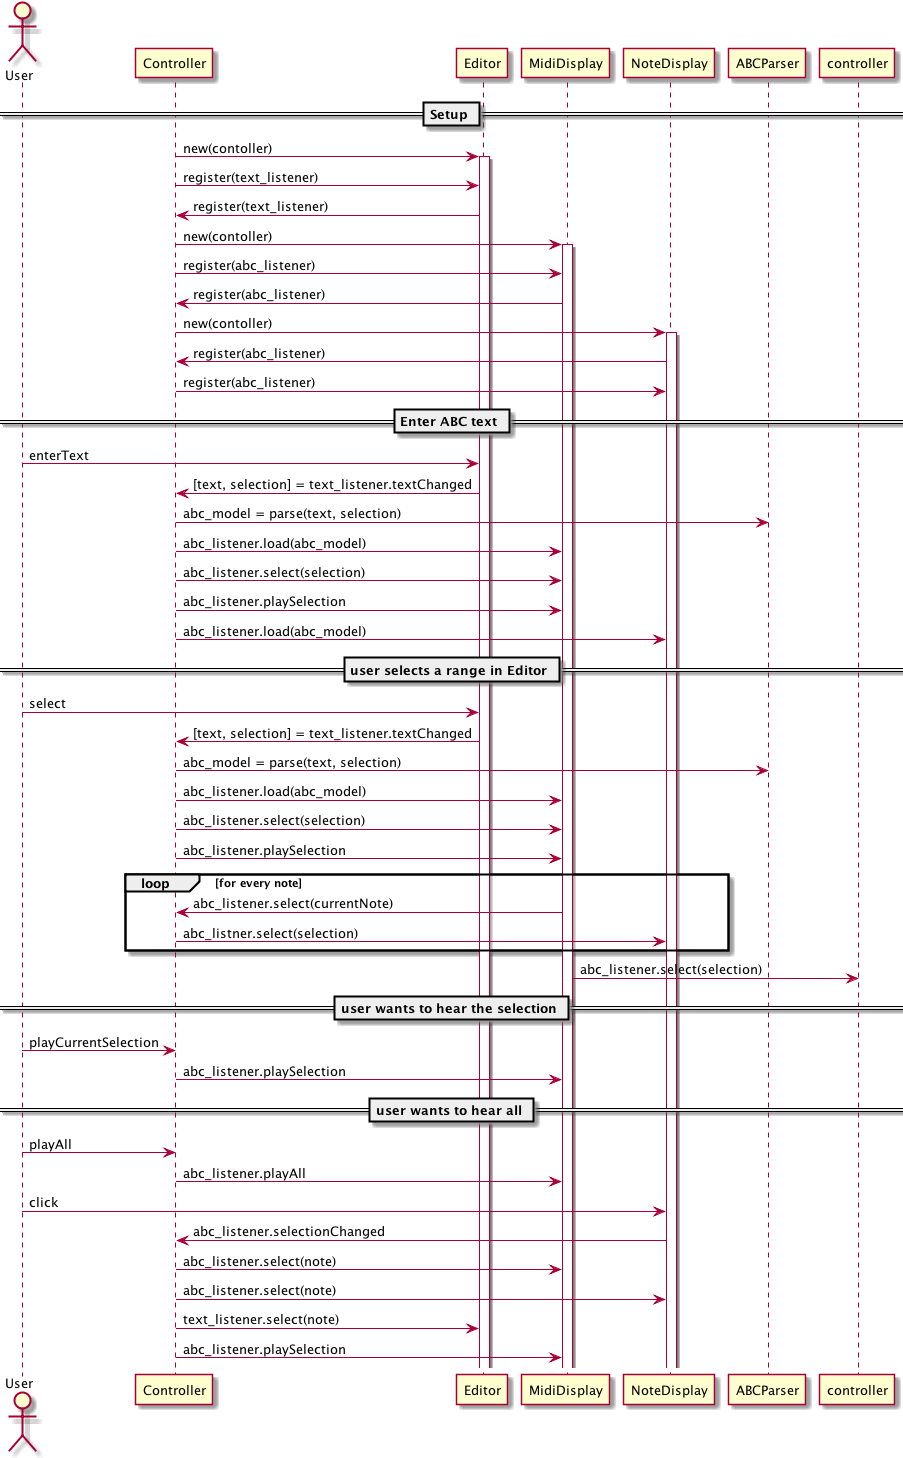 User
Controller
Editor
MidiDisplay
NoteDisplay
ABCParser
controller
Setup
new(contoller)
register(text_listener)
register(text_listener)
new(contoller)
register(abc_listener)
register(abc_listener)
new(contoller)
register(abc_listener)
register(abc_listener)
Enter ABC text
enterText
[text, selection] = text_listener.textChanged
abc_model = parse(text, selection)
abc_listener.load(abc_model)
abc_listener.select(selection)
abc_listener.playSelection
abc_listener.load(abc_model)
user selects a range in Editor
select
[text, selection] = text_listener.textChanged
abc_model = parse(text, selection)
abc_listener.load(abc_model)
abc_listener.select(selection)
abc_listener.playSelection
loop [for every note]
abc_listener.select(currentNote)
abc_listner.select(selection)
abc_listener.select(selection)
user wants to hear the selection
playCurrentSelection
abc_listener.playSelection
user wants to hear all
playAll
abc_listener.playAll
click
abc_listener.selectionChanged
abc_listener.select(note)
abc_listener.select(note)
text_listener.select(note)
abc_listener.playSelection
User
Controller
Editor
MidiDisplay
NoteDisplay
ABCParser
controller